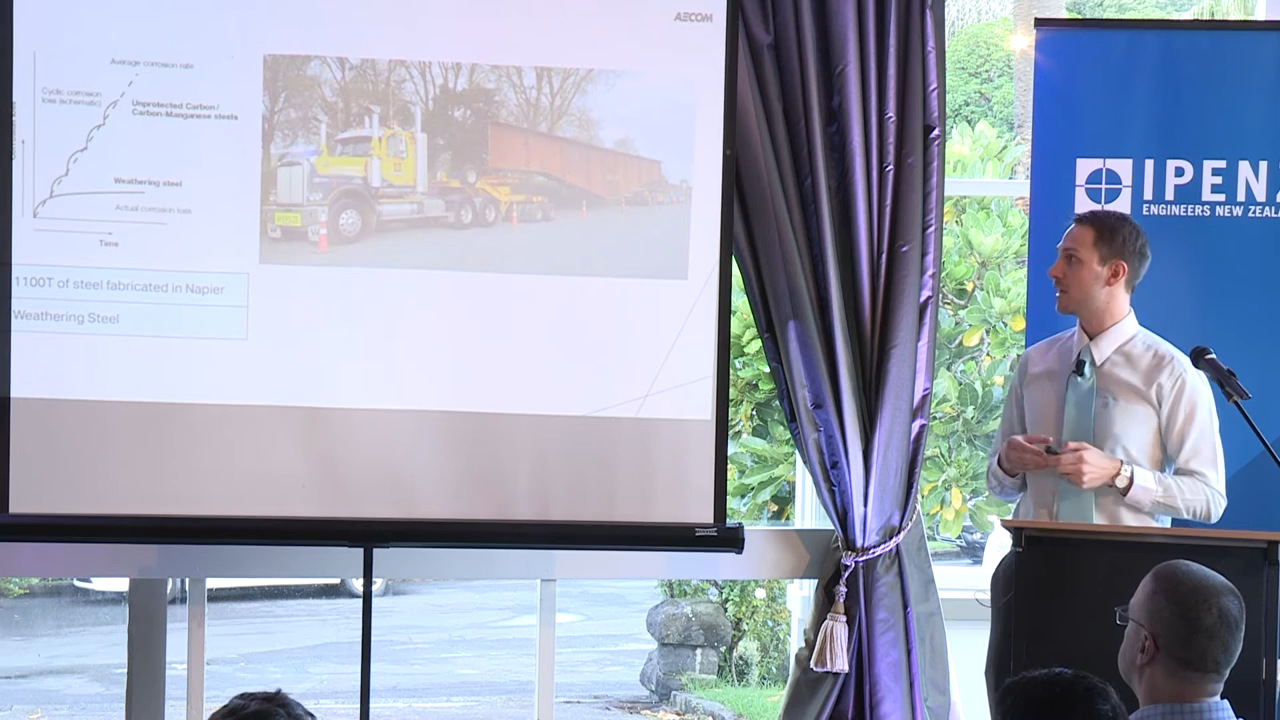 AECOM
Average corrosion rate
Cyclic corrosion
loss (schematic)
Unprotected Carbon/
Carbon-Manganese steels
Weathering steel
Actual corrosion loss
Time
1100T of steel fabricated in Napier
Weathering Steel
IPEN
ENGINEERS NEW ZEAL